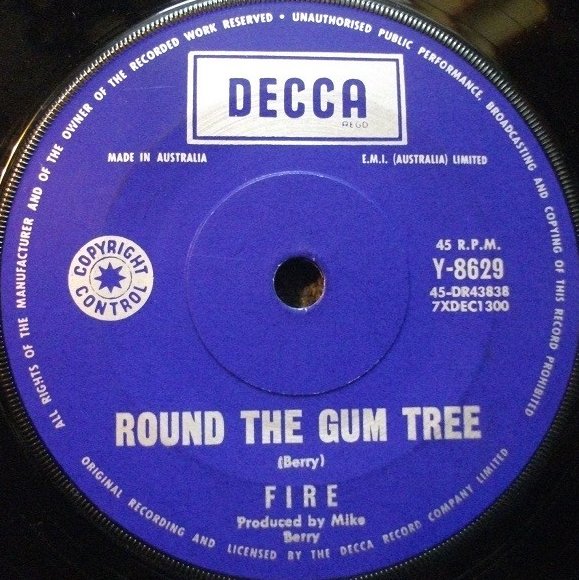 ALL RIGHTS OF THE MANUFACTURER AND OF THE OWNER OF THE RECORDED WORK RESERVED • UNAUTHORISED PUBLIC PERFORMANCE, BROADCASTING AND COPYING OF THIS RECORD PROHIBITED
DECCA
REGD
MADE IN AUSTRALIA
E.M.I. (AUSTRALIA) LIMITED
COPYRIGHT
CONTROL
45 R.P.M.
Y-8629
45-DR43838
7XDEC1300
ROUND THE GUM TREE
(Berry)
FIRE
Produced by Mike
Berry
ORIGINAL RECORDING AND LICENSED BY THE DECCA RECORD COMPANY LIMITED